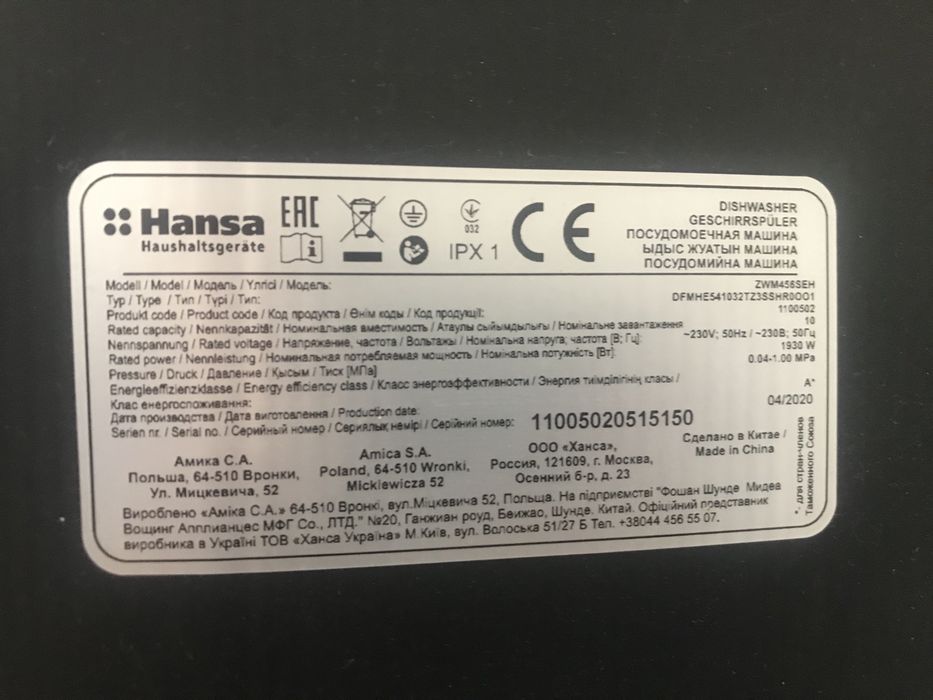 Hansa
Haushaltsgeräte
EAC
032
IPX 1
CE
DISHWASHER
GESCHIRRSPÜLER
ПОСУДОМОЕЧНАЯ МАШИНА
ЫДЫС ЖУАТЫН МАШИНА
ПОСУДОМИЙНА МАШИНА
Modell / Model / Модель / Үлгісі / Модель: ZWM456SEH
Typ / Type / Тип / Түрі / Тип: DFMHE541032TZ3SSHR0OO1
Produkt code / Product code / Код продукта / Өнім коды / Код продукції: 1100502
Rated capacity / Nennkapazität / Номинальная вместимость / Атаулы сыйымдылығы / Номінальне завантаження 10
Nennspannung / Rated voltage / Напряжение, частота / Вольтажы / Номінальна напруга, частота [В; Гц]: ~230V; 50Hz / ~230В; 50Гц
Rated power / Nennleistung / Номинальная потребляемая мощность / Номінальна потужність [Вт]: 1930 W
Pressure / Druck / Давление / Қысым / Тиск [МПа] 0.04-1.00 MPa
Energieeffizienzklasse / Energy efficiency class / Класс энергоэффективности / Энергия тиімділігінің класы /
Клас енергоспоживання: A*
Дата производства / Дата виготовлення / Production date: 04/2020
Serien nr. / Serial no. / Серийный номер / Сериялық немірі / Серійний номер: 11005020515150
Амика С.А.
Польша, 64-510 Вронки,
Ул. Мицкевича, 52
Amica S.A.
Poland, 64-510 Wronki,
Mickiewicza 52
ООО «Ханса»,
Россия, 121609, г. Москва,
Осенний б-р, д. 23
Сделано в Китае /
Made in China
*- для стран-членов
Таможенного Союза
Вироблено «Аміка С.А.» 64-510 Вронкі, вул.Міцкевича 52, Польща. На підприємстві "Фошан Шунде Мидеа
Вощинг Апплианцес МФГ Со., ЛТД." №20, Ганжиан роуд, Беижао, Шунде. Китай. Офіційний представник
виробника в Україні ТОВ «Ханса Україна» М.Київ, вул. Волоська 51/27 Б Тел. +38044 456 55 07.